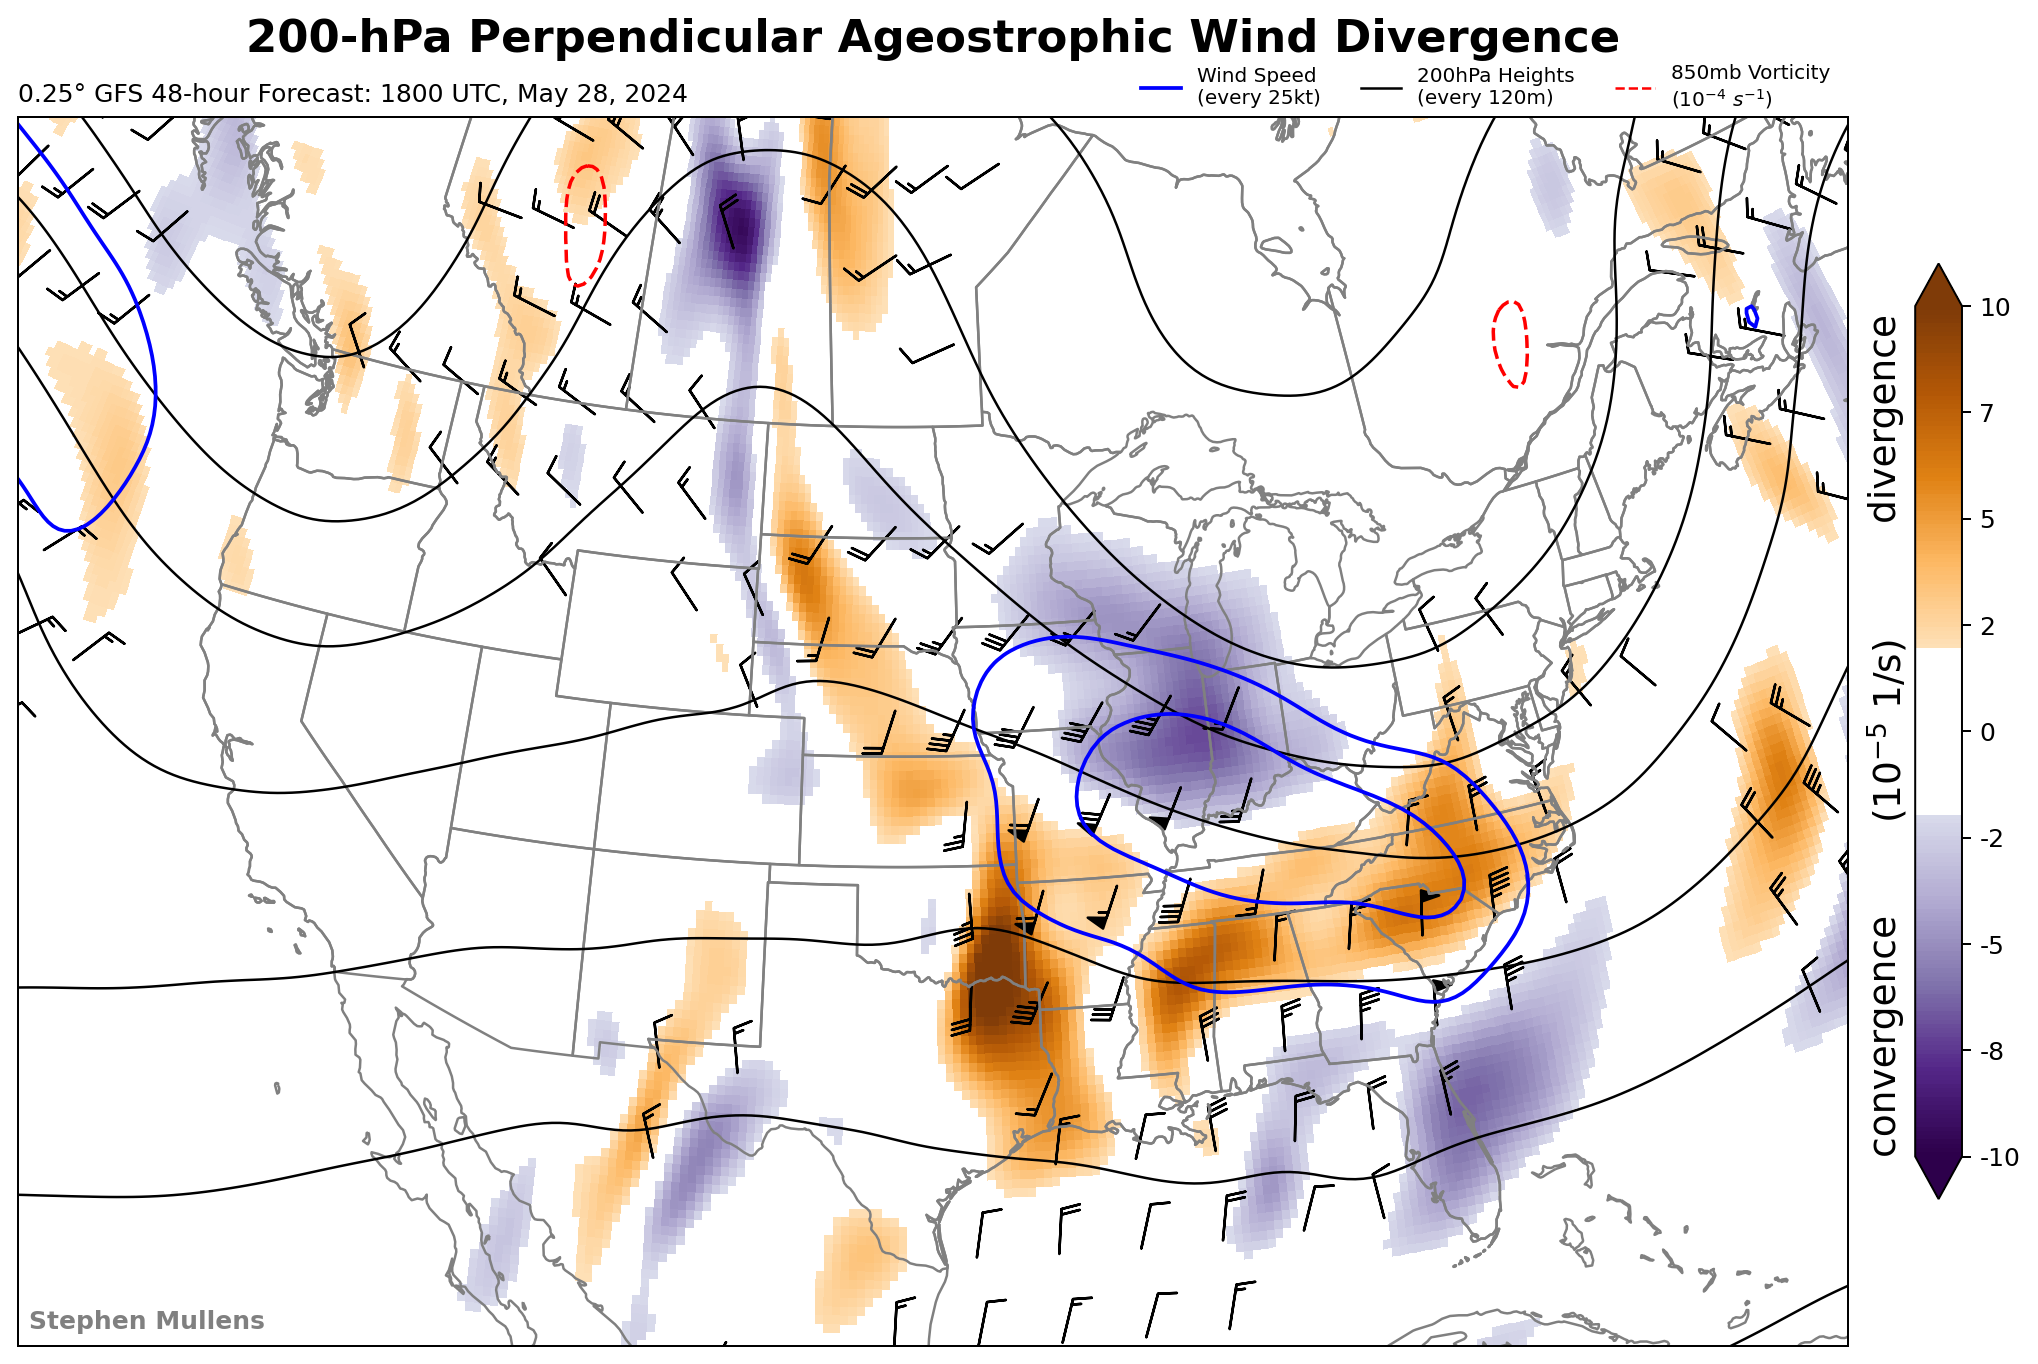 200-hPa Perpendicular Ageostrophic Wind Divergence
0.25° GFS 48-hour Forecast: 1800 UTC, May 28, 2024
Wind Speed
(every 25kt)
200hPa Heights
(every 120m)
850mb Vorticity
(10⁻⁴ s⁻¹)
10
7
5
2
0
-2
-5
-8
-10
convergence (10⁻⁵ 1/s) divergence
Stephen Mullens